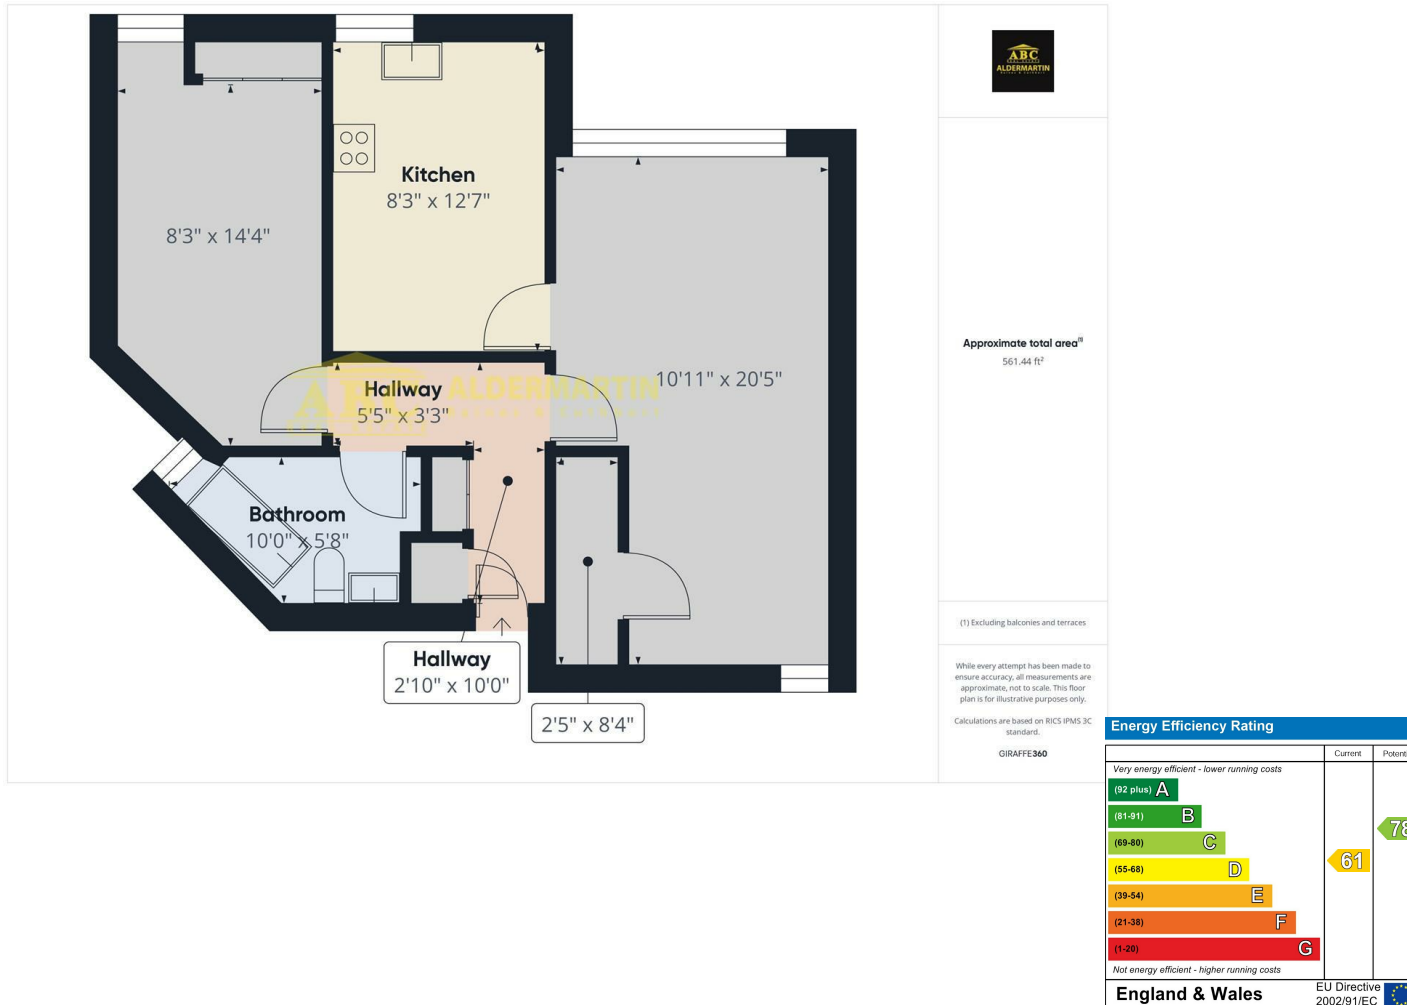 Kitchen
8'3" x 12'7"
8'3" x 14'4"
10'11" x 20'5"
Hallway
5'5" x 3'3"
ABC ALDERMARTIN
Bathroom
10'0" x 5'8"
Hallway
2'10" x 10'0"
2'5" x 8'4"
ABC
ALDERMARTIN
Approximate total area(1)
561.44 ft²
(1) Excluding balconies and terraces
While every attempt has been made to
ensure accuracy, all measurements are
approximate, not to scale. This floor
plan is for illustrative purposes only.
Calculations are based on RICS IPMS 3C
standard.
GIRAFFE360
Energy Efficiency Rating
Current Potenti
Very energy efficient - lower running costs
(92 plus) A
(81-91) B
(69-80) C
(55-68) D
(39-54) E
(21-38) F
(1-20) G
61
78
Not energy efficient - higher running costs
England & Wales
EU Directive
2002/91/EC